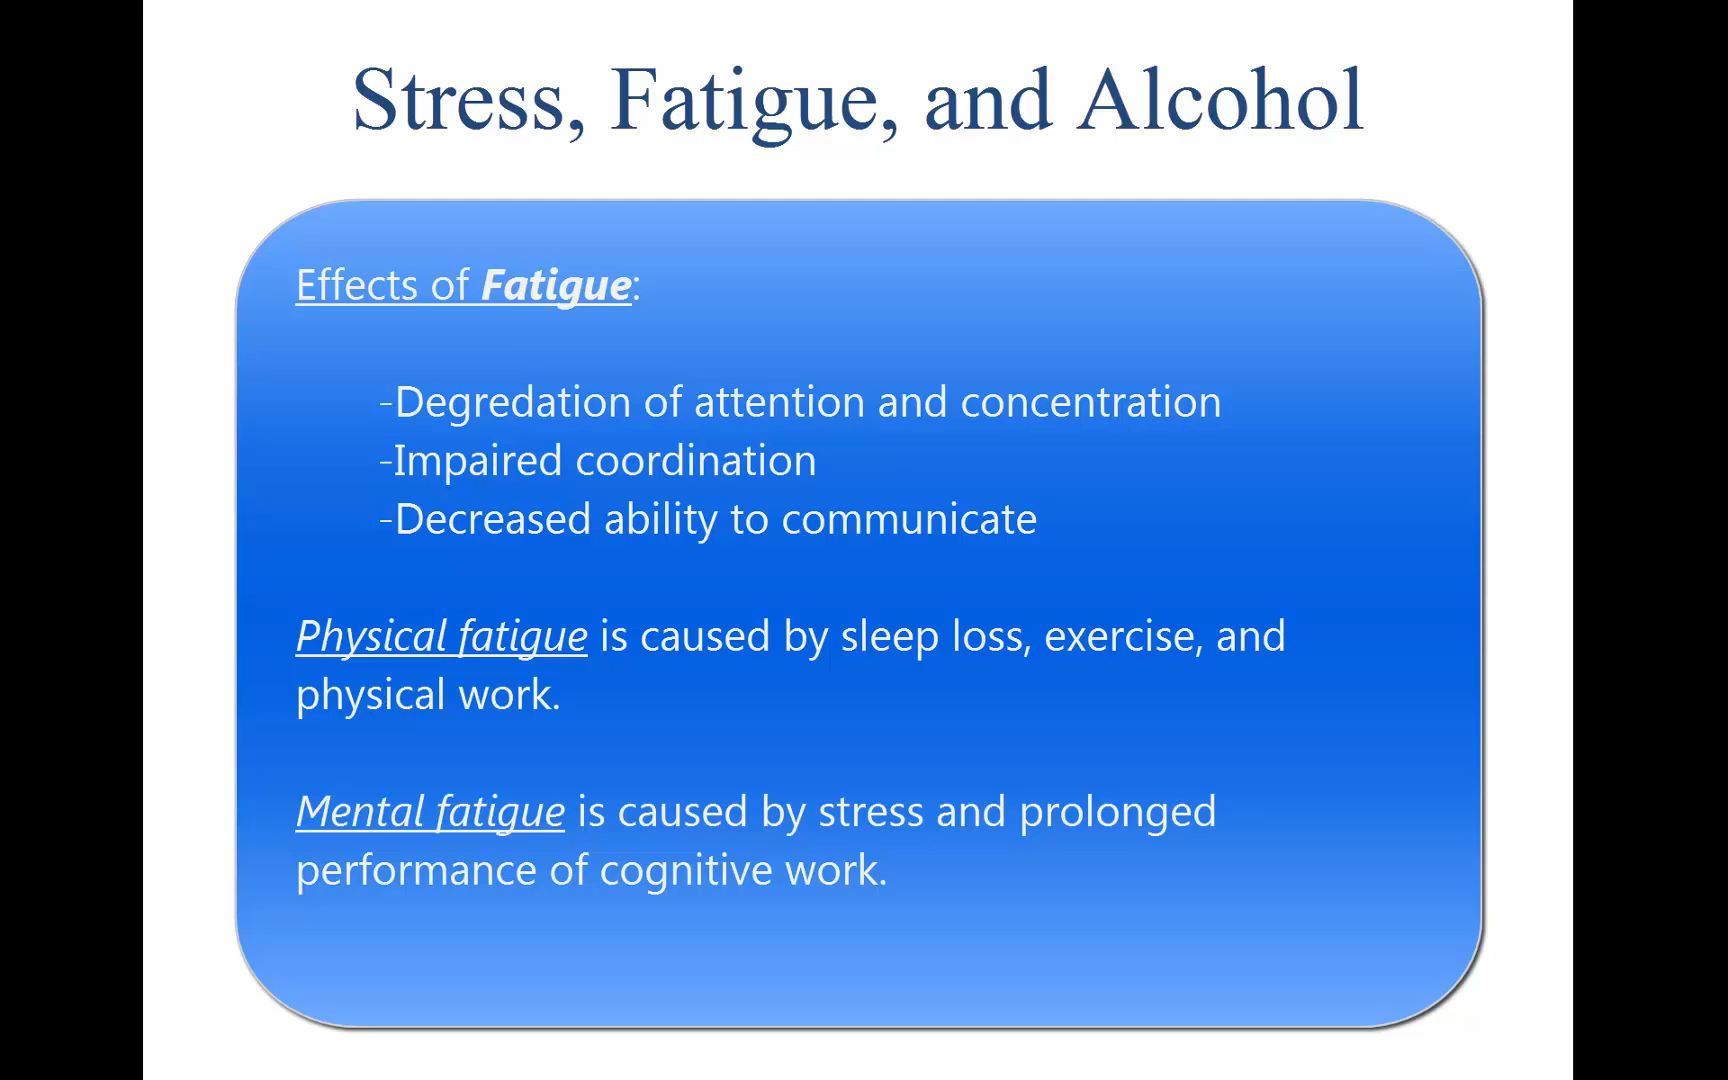 Stress, Fatigue, and Alcohol
Effects of Fatigue:
-Degredation of attention and concentration
-Impaired coordination
-Decreased ability to communicate
Physical fatigue is caused by sleep loss, exercise, and
physical work.
Mental fatigue is caused by stress and prolonged
performance of cognitive work.